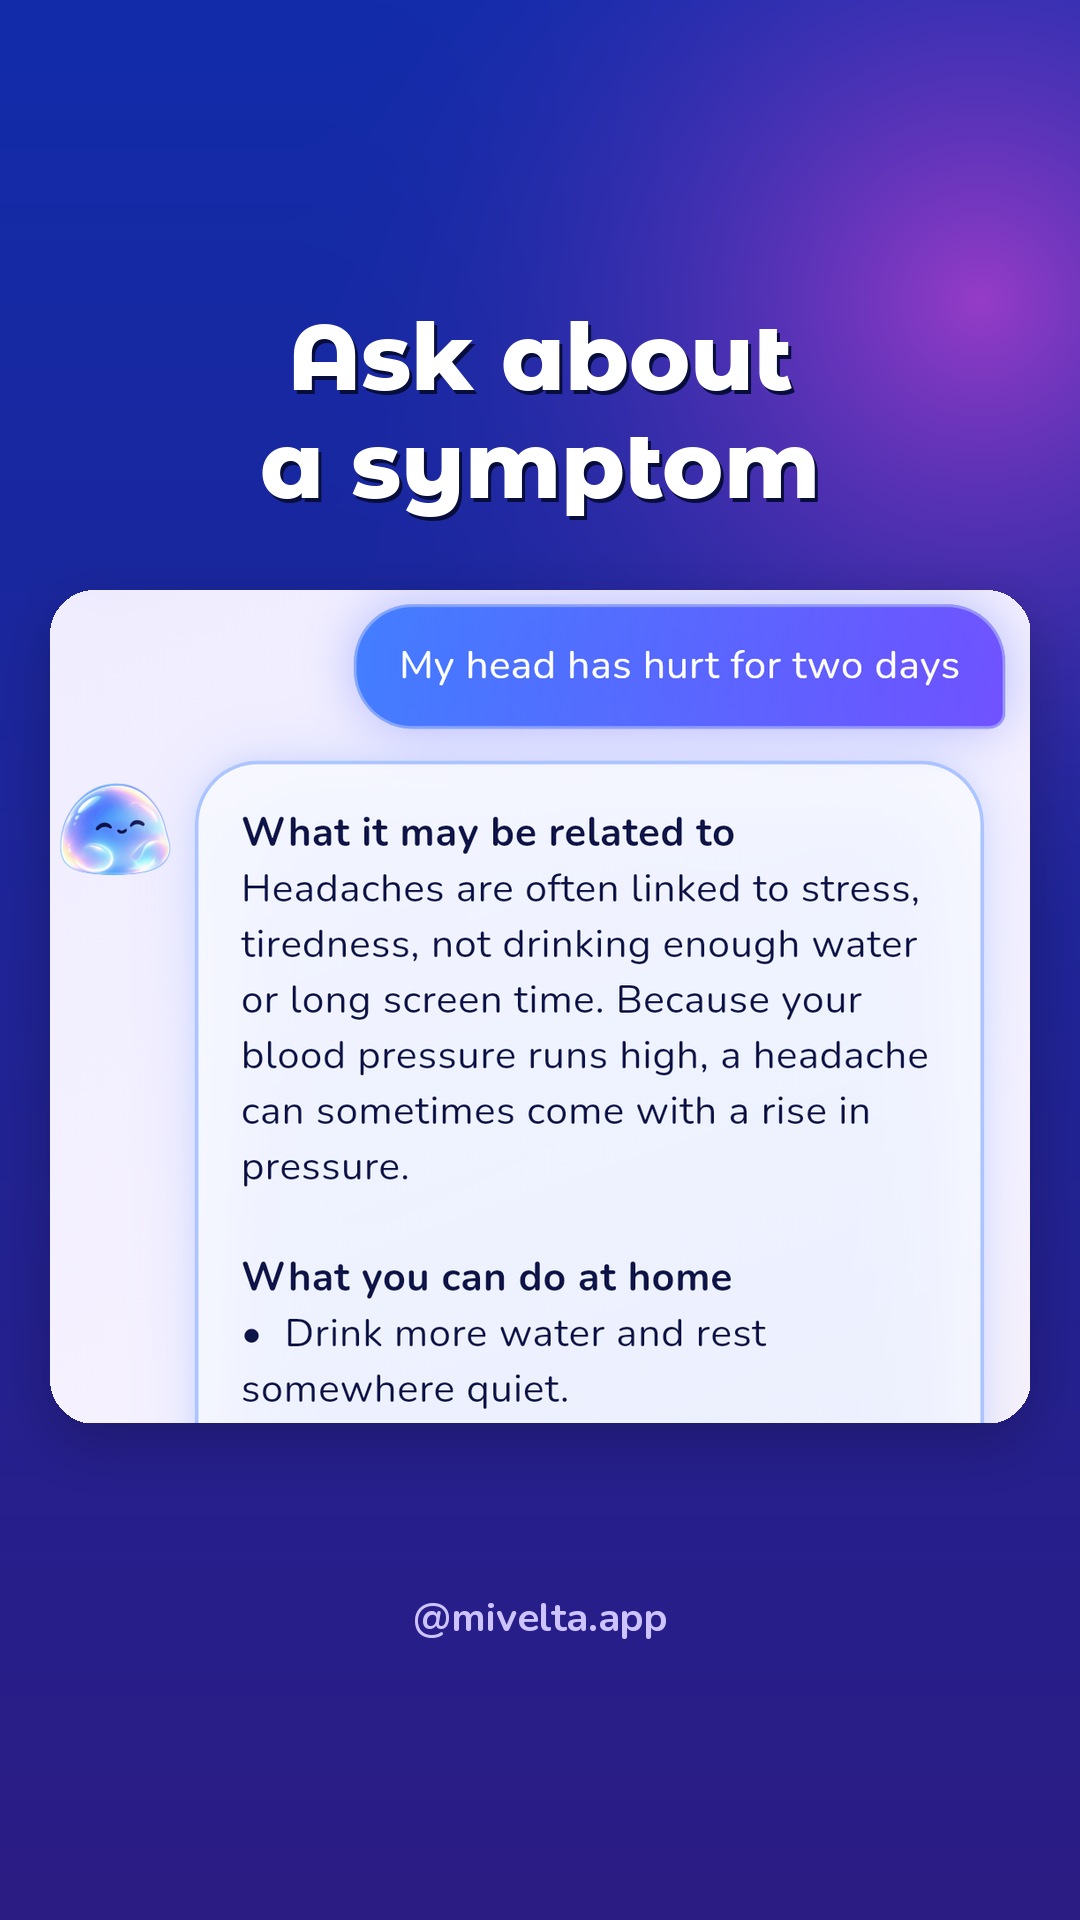 Ask about
a symptom
My head has hurt for two days
What it may be related to
Headaches are often linked to stress,
tiredness, not drinking enough water
or long screen time. Because your
blood pressure runs high, a headache
can sometimes come with a rise in
pressure.
What you can do at home
• Drink more water and rest
somewhere quiet.
@mivelta.app